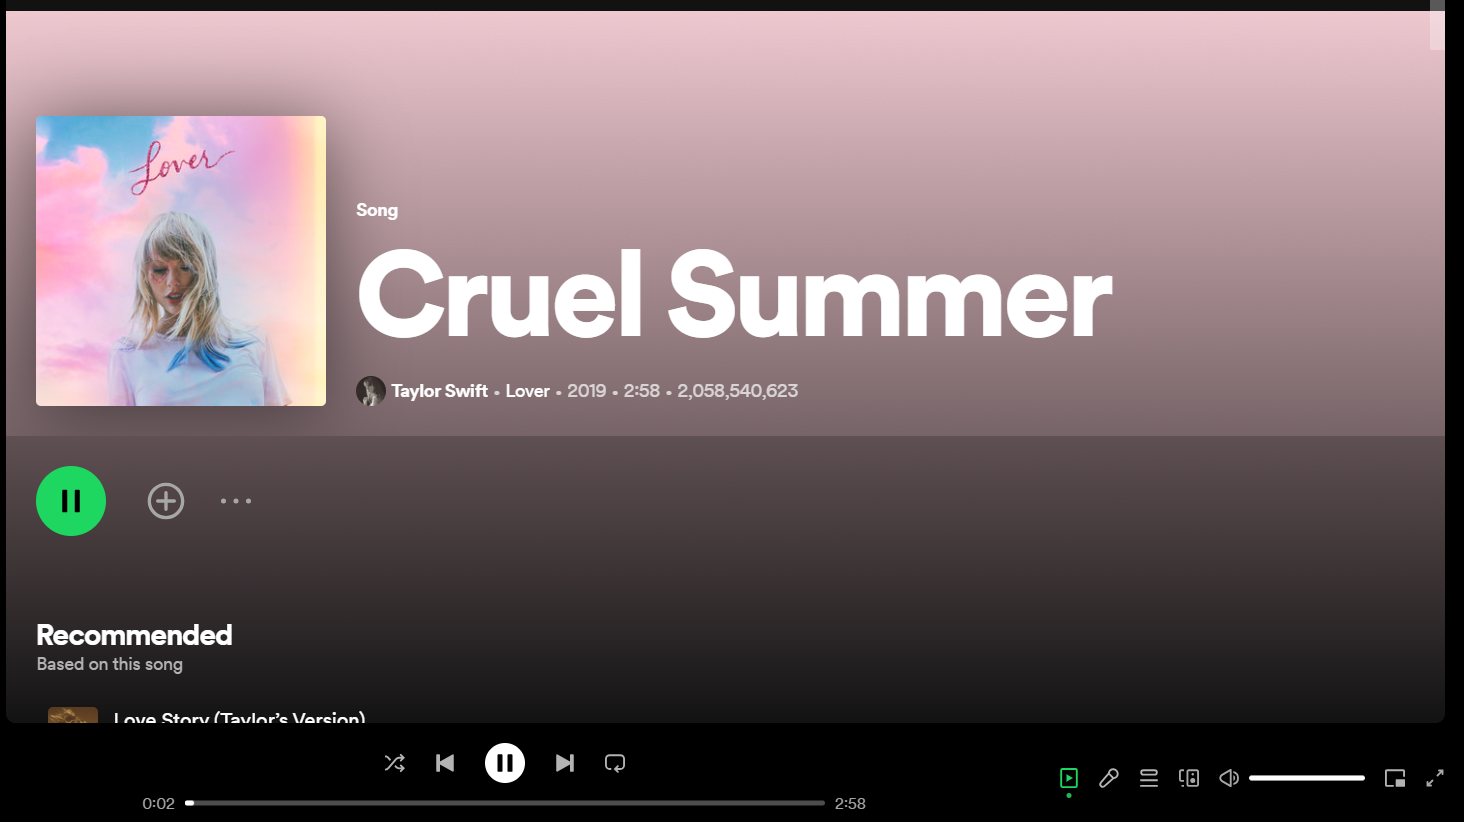 Lover
Song
Cruel Summer
Taylor Swift • Lover • 2019 • 2:58 • 2,058,540,623
Recommended
Based on this song
Love Story (Taylor's Version)
0:02
2:58